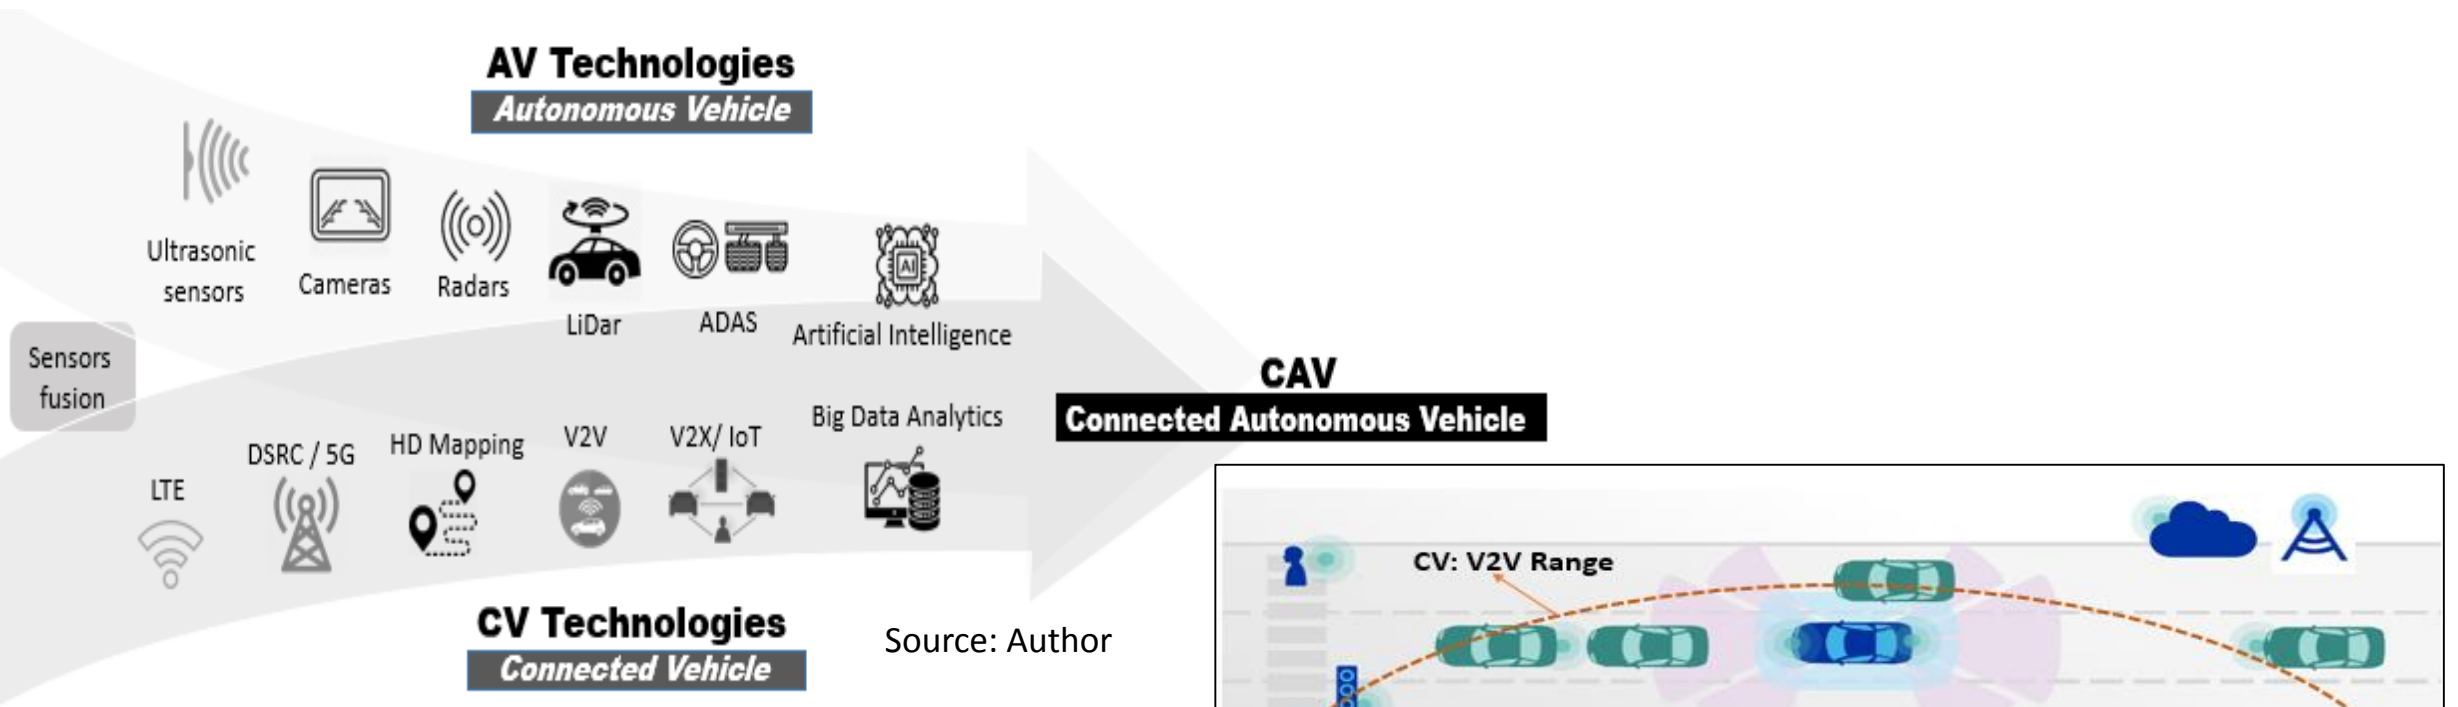 AV Technologies
Autonomous Vehicle
Ultrasonic
sensors
Cameras
Radars
LiDar
ADAS
AI
Artificial Intelligence
Sensors
fusion
CAV
Connected Autonomous Vehicle
LTE
DSRC / 5G
HD Mapping
V2V
V2X/ IoT
Big Data Analytics
CV Technologies
Connected Vehicle
Source: Author
CV: V2V Range